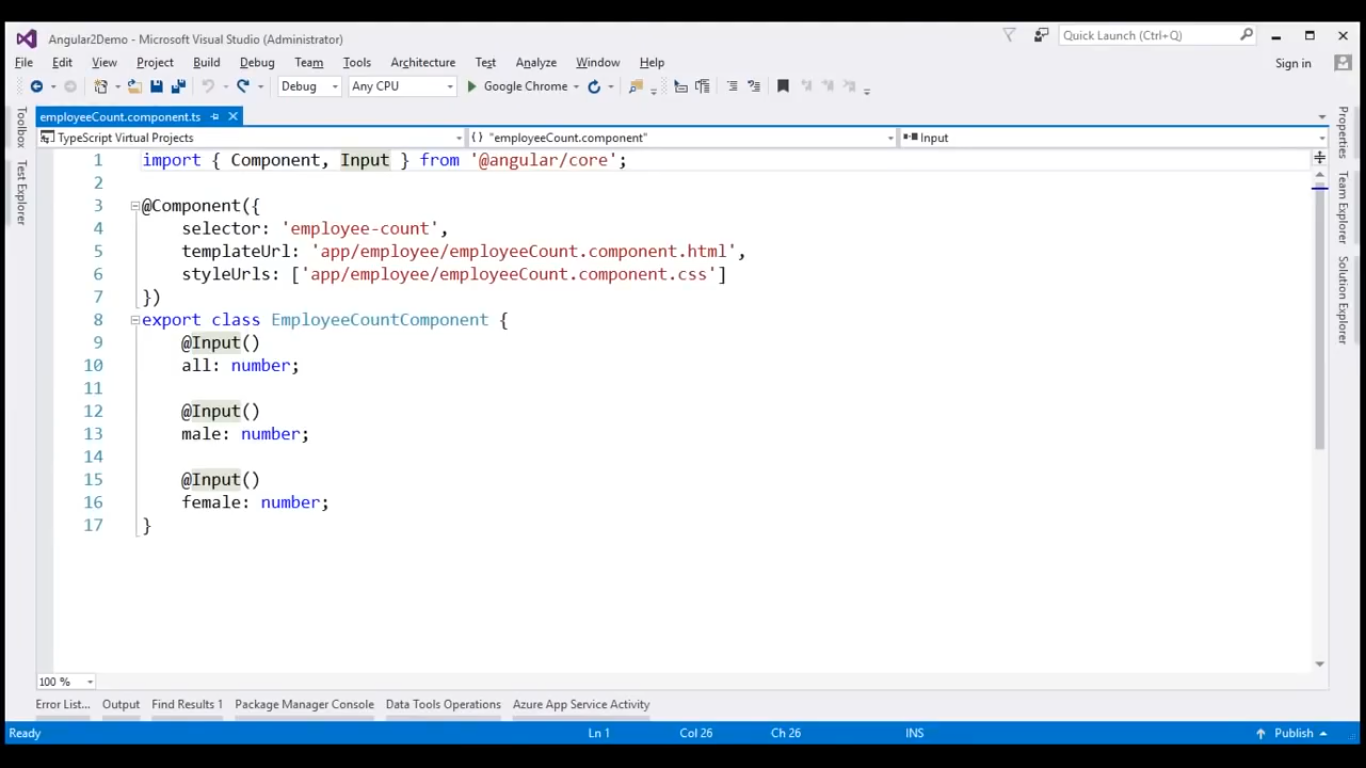 Angular2Demo - Microsoft Visual Studio (Administrator)
Quick Launch (Ctrl+Q)
File Edit View Project Build Debug Team Tools Architecture Test Analyze Window Help
Sign in
Debug Any CPU Google Chrome
Toolbox
Test Explorer
employeeCount.component.ts
TypeScript Virtual Projects
{ } "employeeCount.component"
Input
1 import { Component, Input } from '@angular/core';
2
3 @Component({
4 selector: 'employee-count',
5 templateUrl: 'app/employee/employeeCount.component.html',
6 styleUrls: ['app/employee/employeeCount.component.css']
7 })
8 export class EmployeeCountComponent {
9 @Input()
10 all: number;
11
12 @Input()
13 male: number;
14
15 @Input()
16 female: number;
17 }
Properties
Team Explorer
Solution Explorer
100 %
Error List... Output Find Results 1 Package Manager Console Data Tools Operations Azure App Service Activity
Ready Ln 1 Col 26 Ch 26 INS Publish